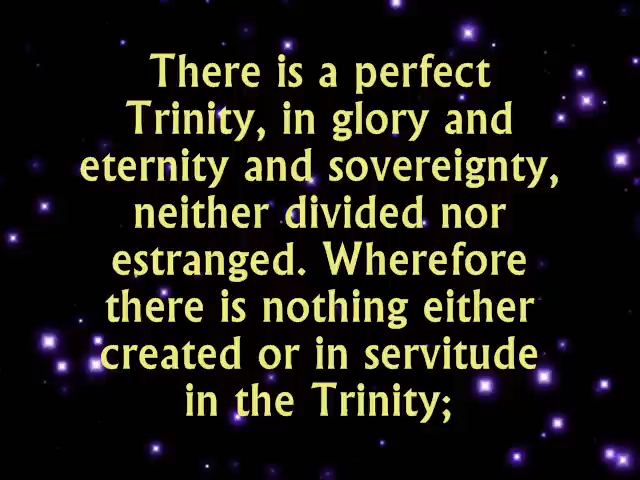 There is a perfect
Trinity, in glory and
eternity and sovereignty,
neither divided nor
estranged. Wherefore
there is nothing either
created or in servitude
in the Trinity;